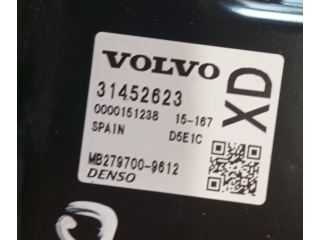 VOLVO
XD
31452623
0000151238 15-167
SPAIN D5E1C
MB279700-9612
DENSO